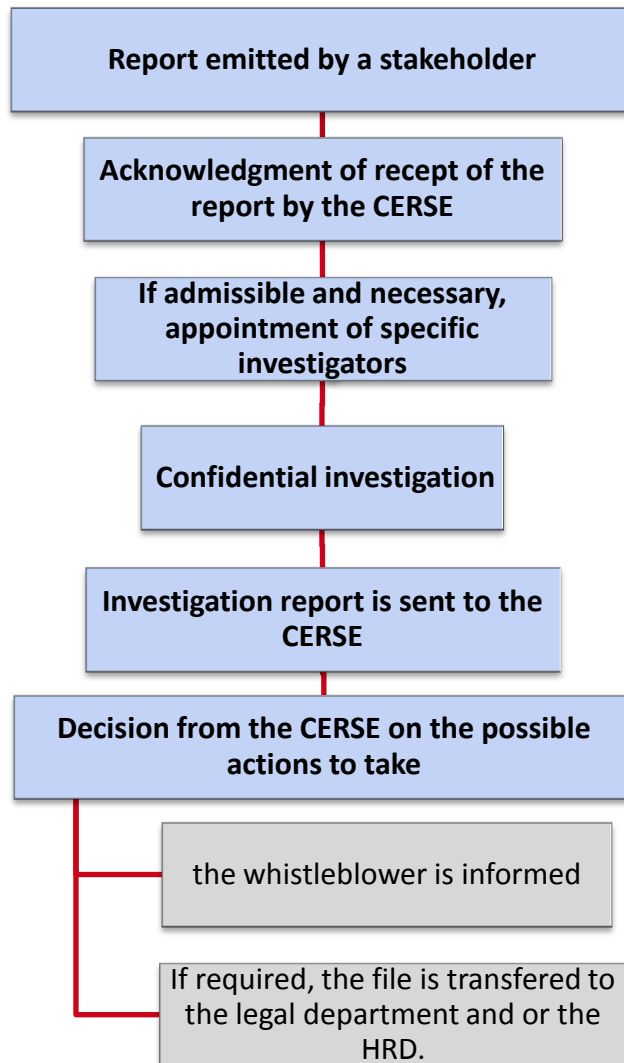 Report emitted by a stakeholder
Acknowledgment of recept of the
report by the CERSE
If admissible and necessary,
appointment of specific
investigators
Confidential investigation
Investigation report is sent to the
CERSE
Decision from the CERSE on the possible
actions to take
the whistleblower is informed
If required, the file is transfered to
the legal department and or the
HRD.